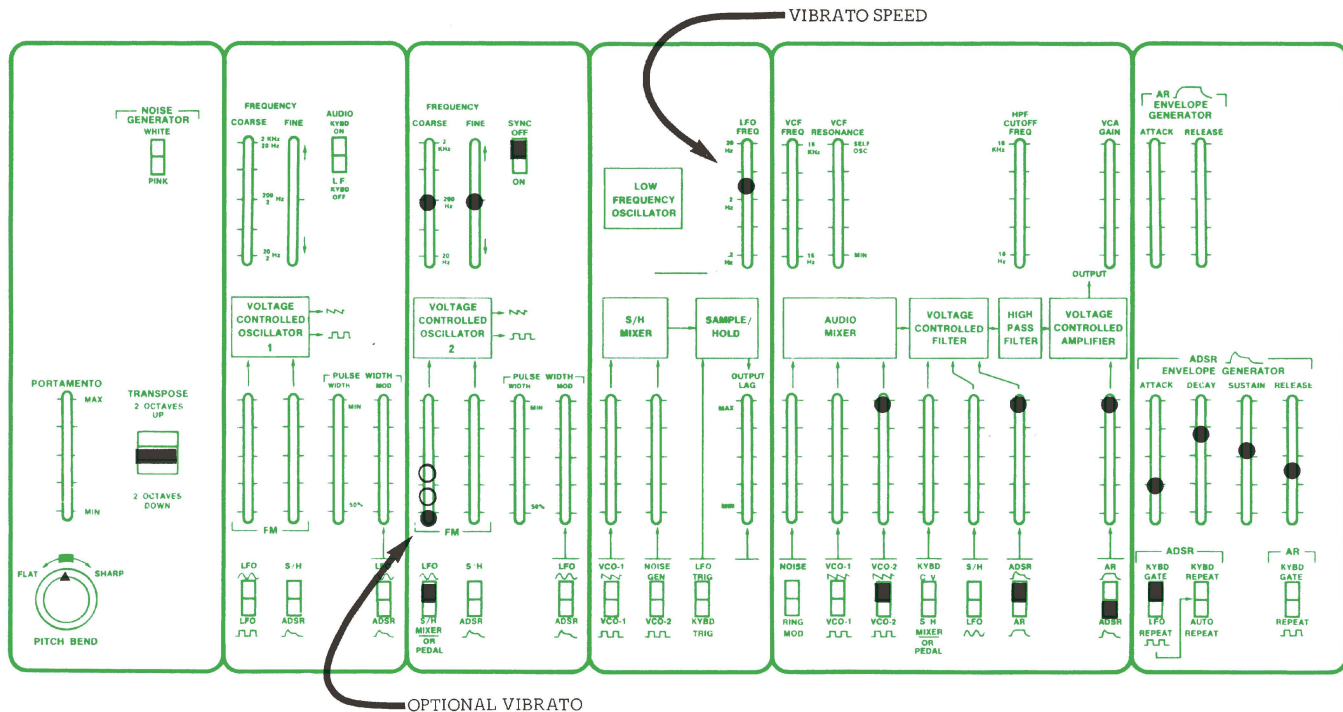 VIBRATO SPEED
NOISE
GENERATOR
WHITE
PINK
PORTAMENTO
MAX
MIN
TRANSPOSE
2 OCTAVES
UP
2 OCTAVES
DOWN
FLAT
SHARP
PITCH BEND
FREQUENCY
COARSE
FINE
2 KHz
20 Hz
200 Hz
2
20
Hz 2
AUDIO
KYBD
ON
LF
KYBD
OFF
VOLTAGE
CONTROLLED
OSCILLATOR
1
PULSE WIDTH
WIDTH
MOD
MIN
50%
FM
LFO
S/H
LFO
LFO
ADSR
ADSR
FREQUENCY
COARSE
FINE
2
KHz
200
Hz
20
Hz
SYNC
OFF
ON
VOLTAGE
CONTROLLED
OSCILLATOR
2
PULSE WIDTH
WIDTH
MOD
MIN
50%
FM
LFO
S H
LFO
S/H
MIXER
OR
PEDAL
ADSR
ADSR
OPTIONAL VIBRATO
LOW
FREQUENCY
OSCILLATOR
LFO
FREQ
20
Hz
2
Hz
.2
Hz
S/H
MIXER
SAMPLE/
HOLD
OUTPUT
LAG
MAX
MIN
VCO-1
NOISE
GEN
LFO
TRIG
VCO-1
VCO-2
KYBD
TRIG
VCF
FREQ
VCF
RESONANCE
16
KHz
SELF
OSC
16
Hz
MIN
HPF
CUTOFF
FREQ
16
KHz
16
Hz
VCA
GAIN
OUTPUT
AUDIO
MIXER
VOLTAGE
CONTROLLED
FILTER
HIGH
PASS
FILTER
VOLTAGE
CONTROLLED
AMPLIFIER
NOISE
VCO-1
VCO-2
KYBD
C V
S/H
ADSR
AR
RING
MOD
VCO-1
VCO-2
S H
MIXER
OR
PEDAL
LFO
AR
ADSR
AR
ENVELOPE
GENERATOR
ATTACK
RELEASE
ADSR
ENVELOPE GENERATOR
ATTACK
DECAY
SUSTAIN
RELEASE
ADSR
KYBD
GATE
KYBD
REPEAT
LFO
REPEAT
AUTO
REPEAT
AR
KYBD
GATE
REPEAT